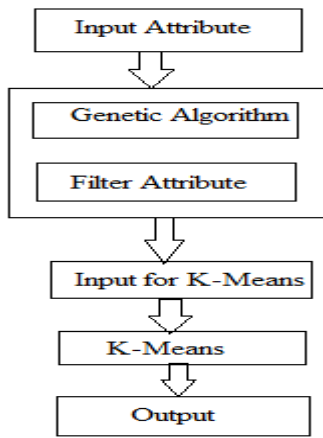 Input Attribute
Genetic Algorithm
Filter Attribute
Input for K-Means
K-Means
Output